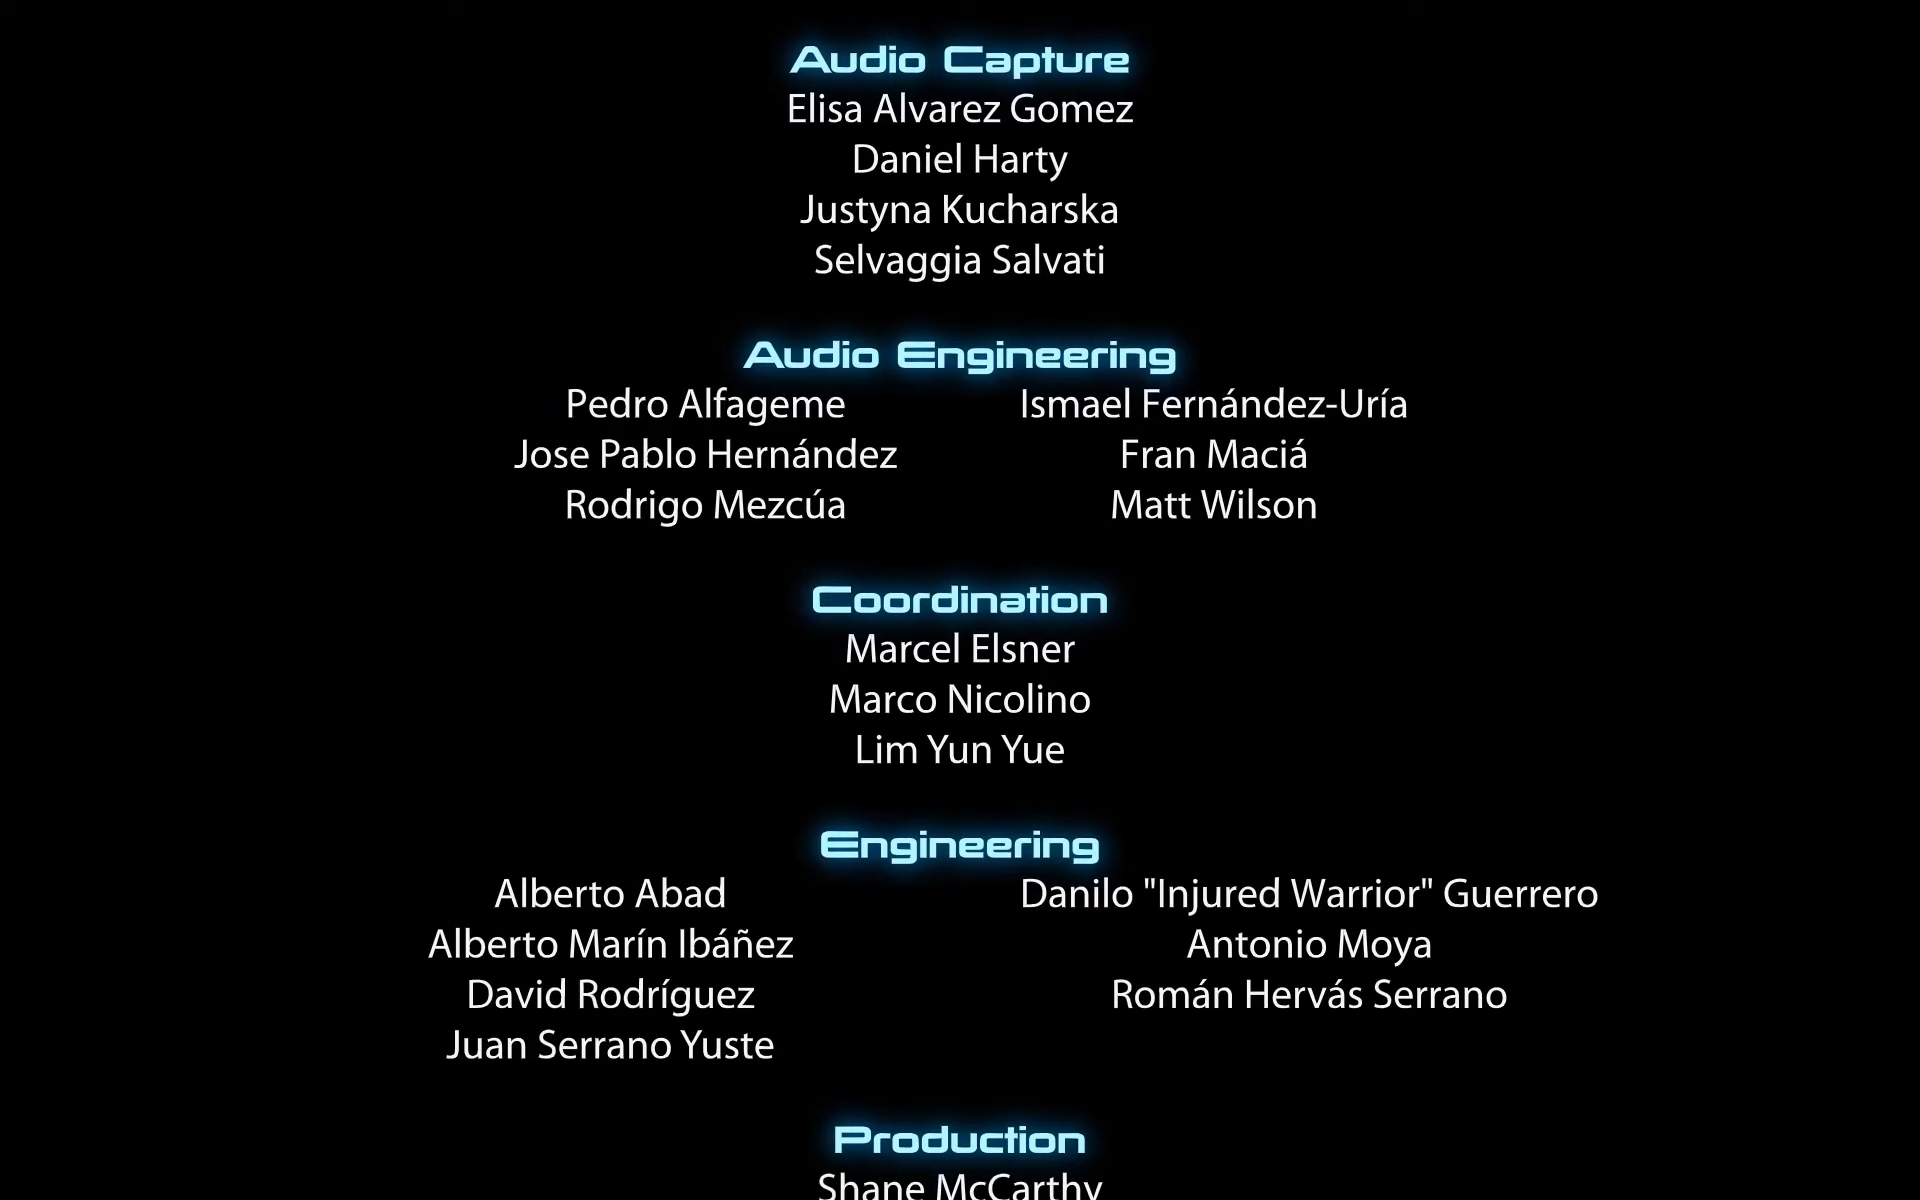 Audio Capture
Elisa Alvarez Gomez
Daniel Harty
Justyna Kucharska
Selvaggia Salvati
Audio Engineering
Pedro Alfageme Ismael Fernández-Uría
Jose Pablo Hernández Fran Maciá
Rodrigo Mezcúa Matt Wilson
Coordination
Marcel Elsner
Marco Nicolino
Lim Yun Yue
Engineering
Alberto Abad Danilo "Injured Warrior" Guerrero
Alberto Marín Ibáñez Antonio Moya
David Rodríguez Román Hervás Serrano
Juan Serrano Yuste
Production
Shane McCarthy